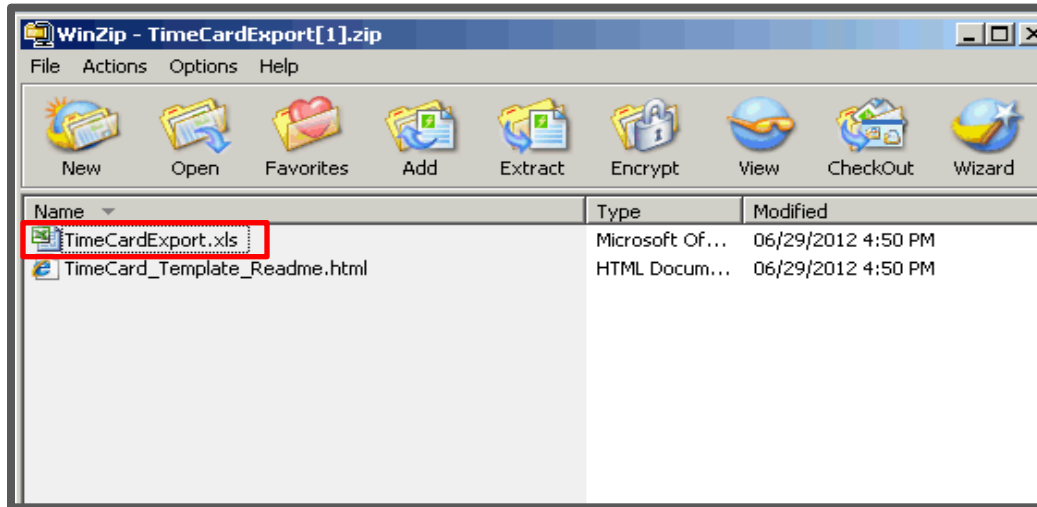 WinZip - TimeCardExport[1].zip
File Actions Options Help
New Open Favorites Add Extract Encrypt View CheckOut Wizard
Name Type Modified
TimeCardExport.xls Microsoft Of... 06/29/2012 4:50 PM
TimeCard_Template_Readme.html HTML Docum... 06/29/2012 4:50 PM